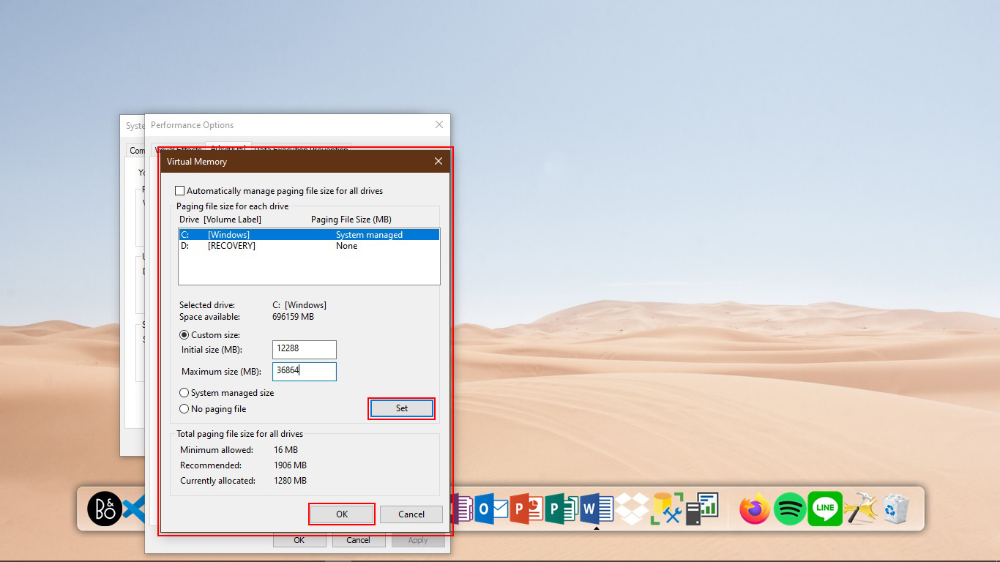 Syste
Performance Options
Com
Visual Effects
Advanced
Data Execution Prevention
Virtual Memory
Automatically manage paging file size for all drives
Paging file size for each drive
Drive [Volume Label] Paging File Size (MB)
C: [Windows] System managed
D: [RECOVERY] None
Selected drive: C: [Windows]
Space available: 696159 MB
Custom size:
Initial size (MB): 12288
Maximum size (MB): 36864
System managed size
No paging file
Set
Total paging file size for all drives
Minimum allowed: 16 MB
Recommended: 1906 MB
Currently allocated: 1280 MB
OK Cancel
OK Cancel Apply
B&O
O
P
P
W
LINE